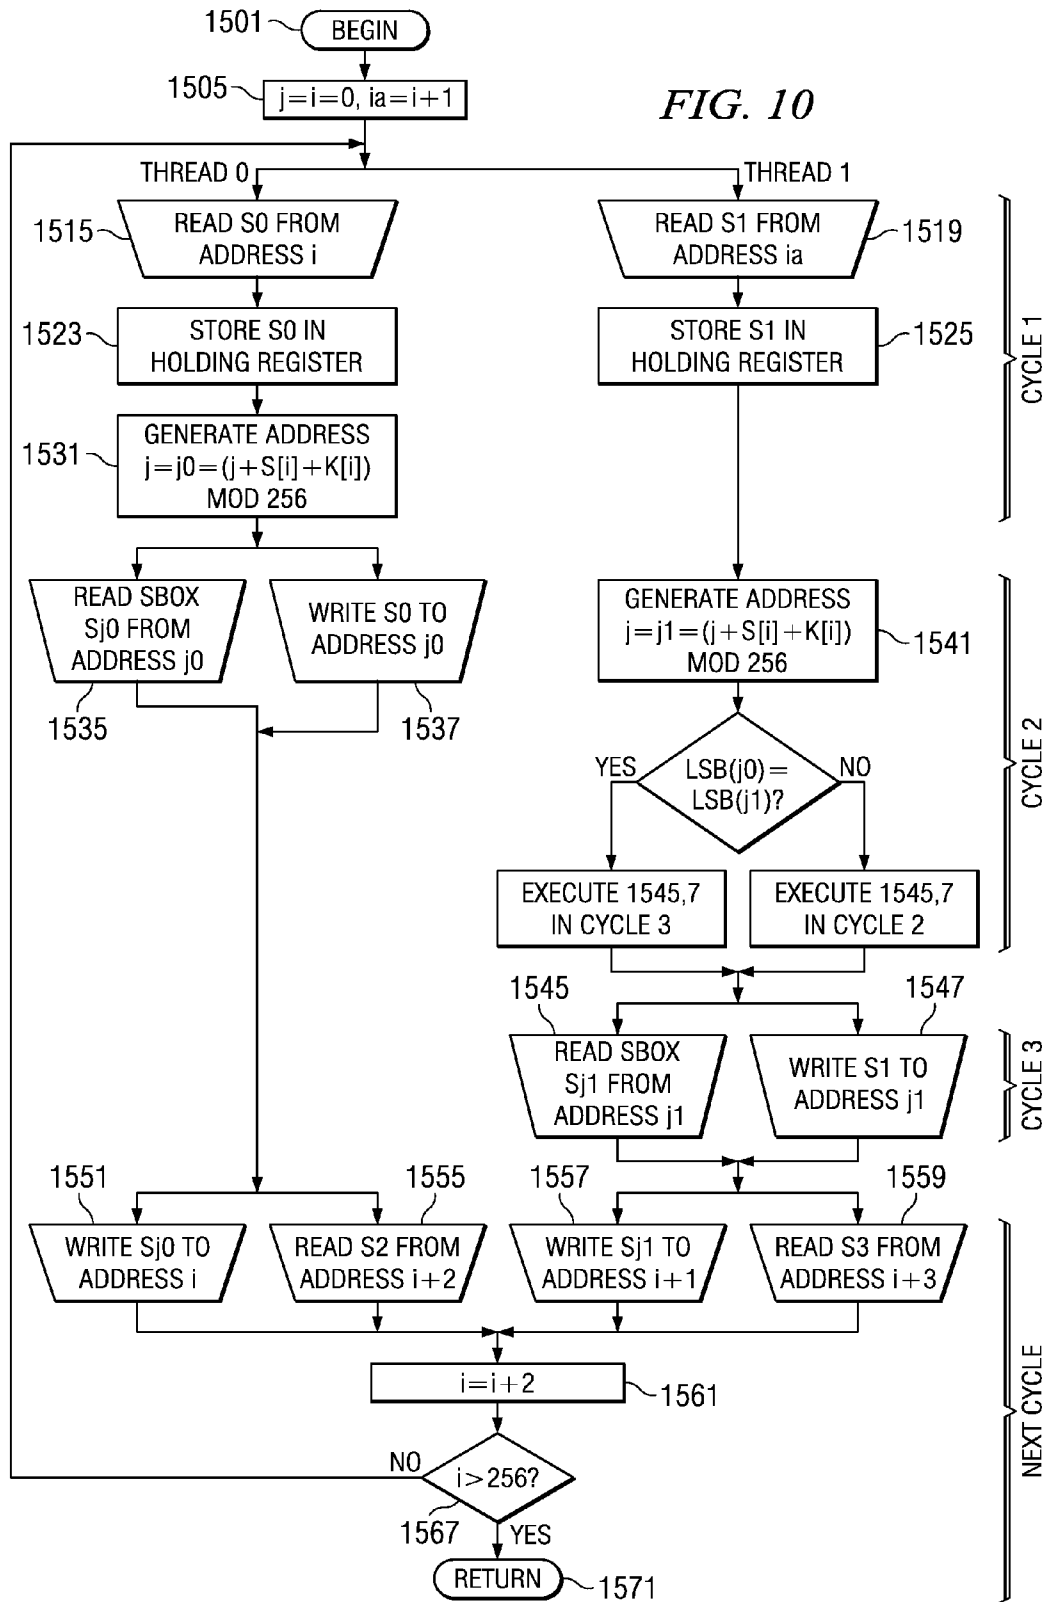 1501
BEGIN
1505
j=i=0, ia=i+1
FIG. 10
THREAD 0
THREAD 1
1515
READ S0 FROM
ADDRESS i
READ S1 FROM
ADDRESS ia
1519
1523
STORE S0 IN
HOLDING REGISTER
STORE S1 IN
HOLDING REGISTER
1525
CYCLE 1
1531
GENERATE ADDRESS
j=j0=(j+S[i]+K[i])
MOD 256
READ SBOX
Sj0 FROM
ADDRESS j0
1535
WRITE S0 TO
ADDRESS j0
1537
GENERATE ADDRESS
j=j1=(j+S[i]+K[i])
MOD 256
1541
YES
LSB(j0)=
LSB(j1)?
NO
CYCLE 2
EXECUTE 1545,7
IN CYCLE 3
EXECUTE 1545,7
IN CYCLE 2
1545
READ SBOX
Sj1 FROM
ADDRESS j1
1547
WRITE S1 TO
ADDRESS j1
CYCLE 3
1551
WRITE Sj0 TO
ADDRESS i
1555
READ S2 FROM
ADDRESS i+2
1557
WRITE Sj1 TO
ADDRESS i+1
1559
READ S3 FROM
ADDRESS i+3
i=i+2
1561
NEXT CYCLE
NO
i>256?
1567
YES
RETURN
1571